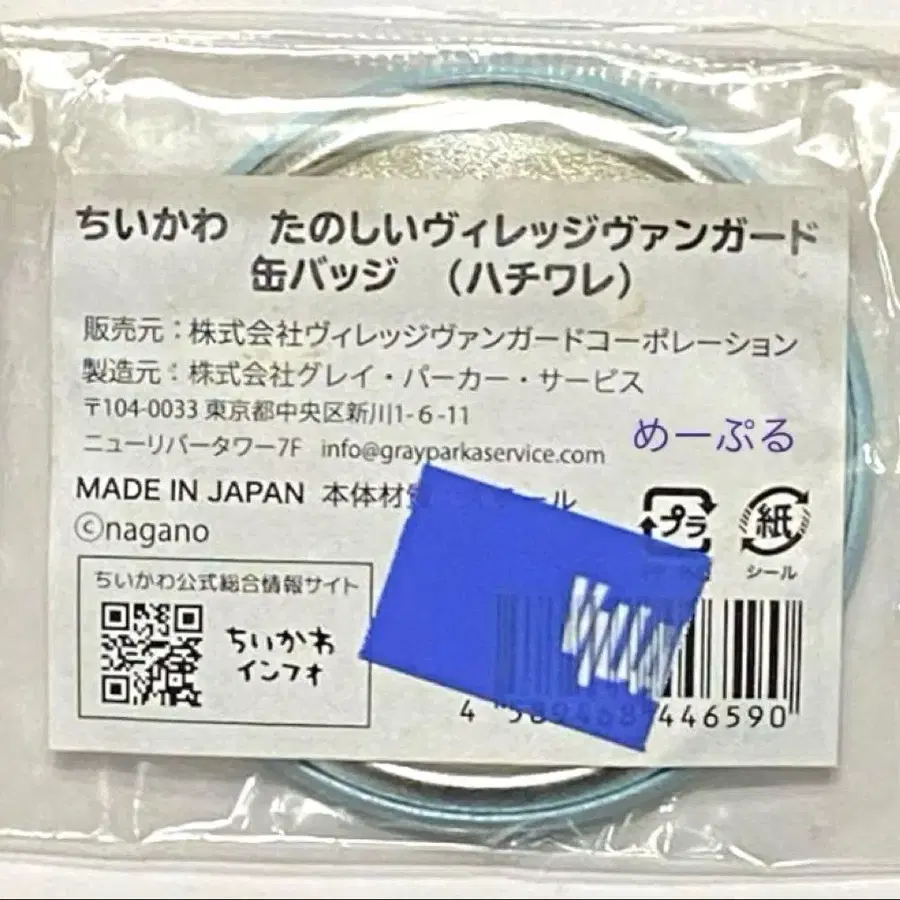 ちいかわ たのしいヴィレッジヴァンガード
缶バッジ （ハチワレ）
販売元：株式会社ヴィレッジヴァンガードコーポレーション
製造元：株式会社グレイ・パーカー・サービス
〒104-0033 東京都中央区新川1-6-11
ニューリバータワー7F info@grayparkaservice.com
めーぷる
MADE IN JAPAN 本体材質
ⓒnagano
プラ
紙
シール
ちいかわ公式総合情報サイト
ちいかわ
インフォ
4 589468 446590